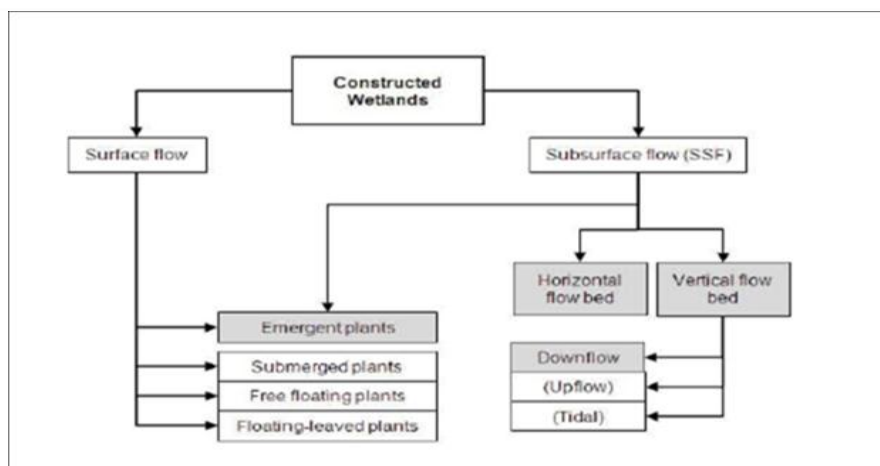 Constructed
Wetlands
Surface flow
Subsurface flow (SSF)
Horizontal
flow bed
Vertical flow
bed
Emergent plants
Submerged plants
Free floating plants
Floating-leaved plants
Downflow
(Upflow)
(Tidal)